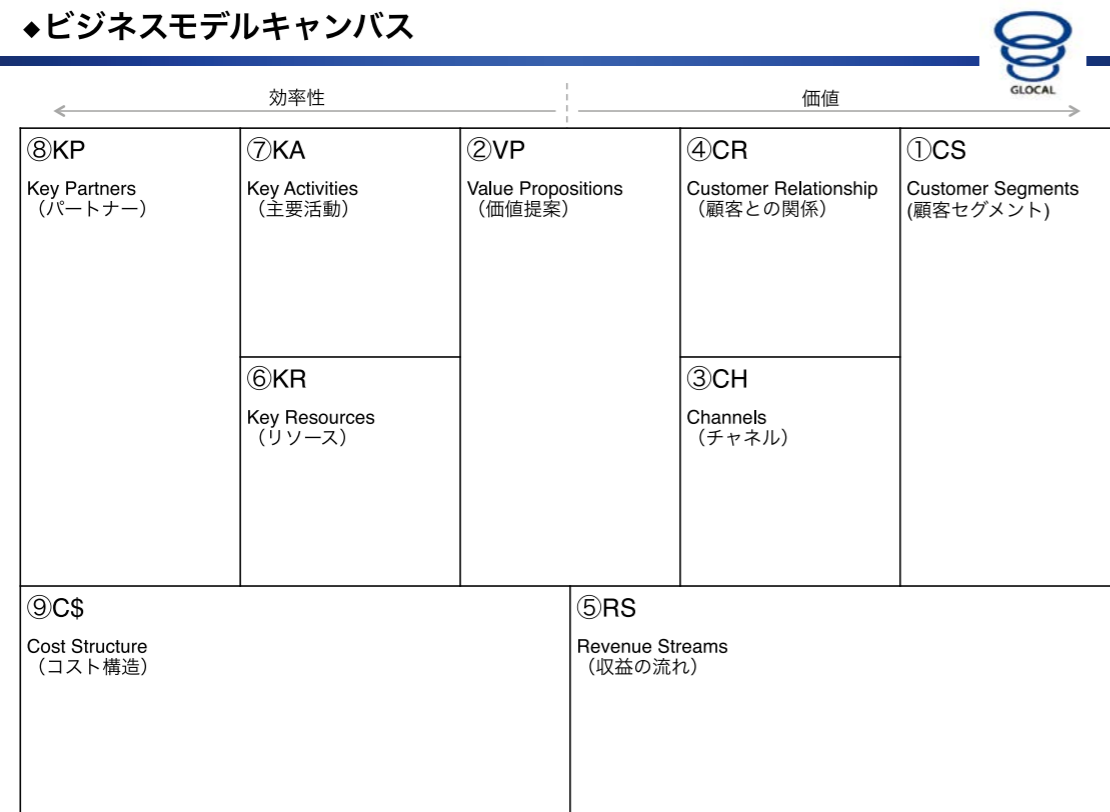 ◆ビジネスモデルキャンバス
GLOCAL
効率性
価値
⑧KP
Key Partners
（パートナー）
⑦KA
Key Activities
（主要活動）
②VP
Value Propositions
（価値提案）
④CR
Customer Relationship
（顧客との関係）
①CS
Customer Segments
(顧客セグメント)
⑥KR
Key Resources
（リソース）
③CH
Channels
（チャネル）
⑨C$
Cost Structure
（コスト構造）
⑤RS
Revenue Streams
（収益の流れ）